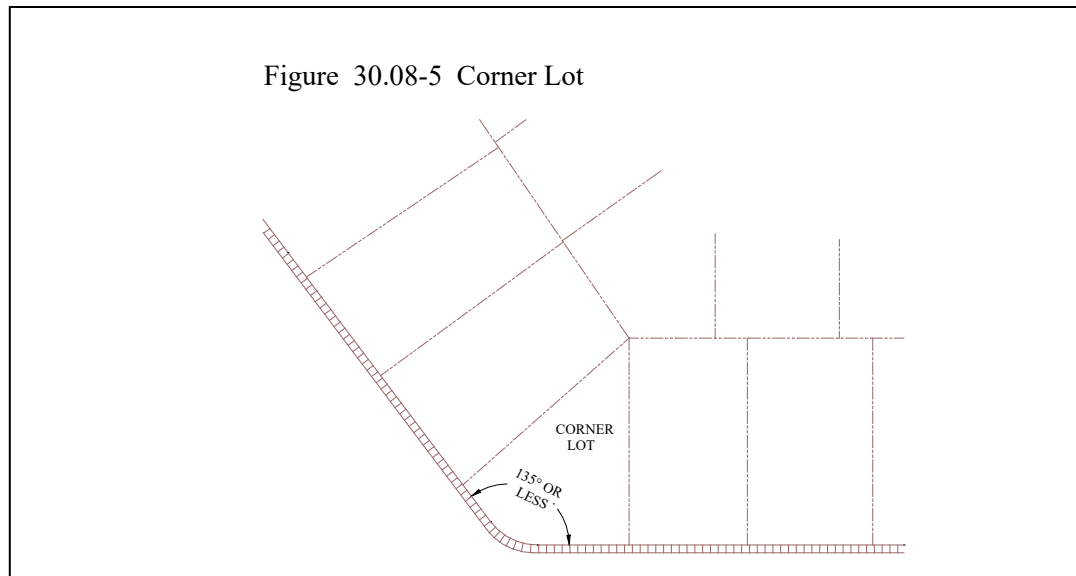 Figure 30.08-5 Corner Lot
CORNER
LOT
135° OR
LESS